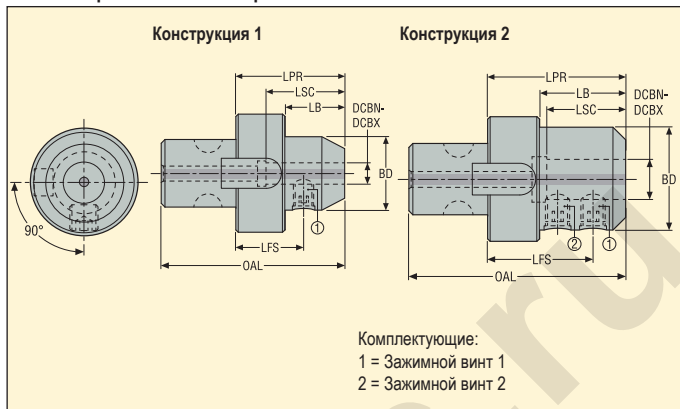 Конструкция 1
Конструкция 2
LPR
LSC
LB
DCBN-
DCBX
BD
90°
LFS
OAL
①
LPR
LB
DCBN-
DCBX
LSC
BD
② ①
LFS
OAL
Комплектующие:
1 = Зажимной винт 1
2 = Зажимной винт 2